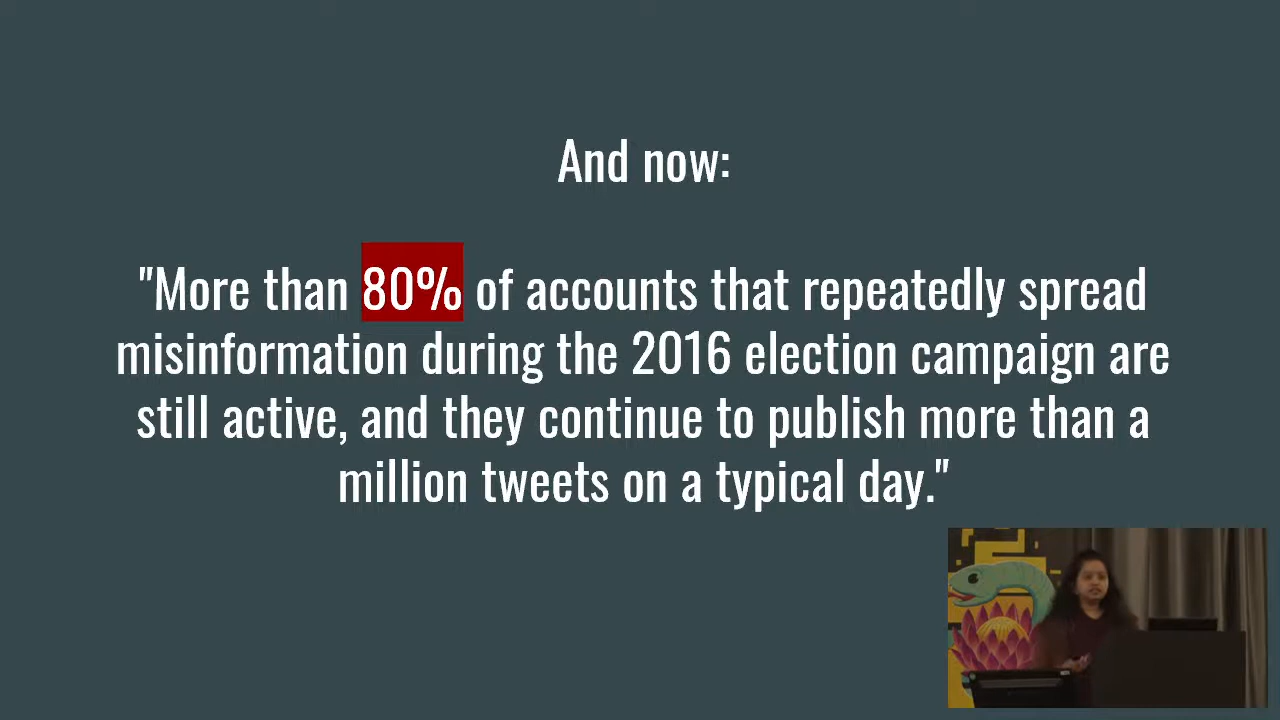 And now:
"More than 80% of accounts that repeatedly spread
misinformation during the 2016 election campaign are
still active, and they continue to publish more than a
million tweets on a typical day."